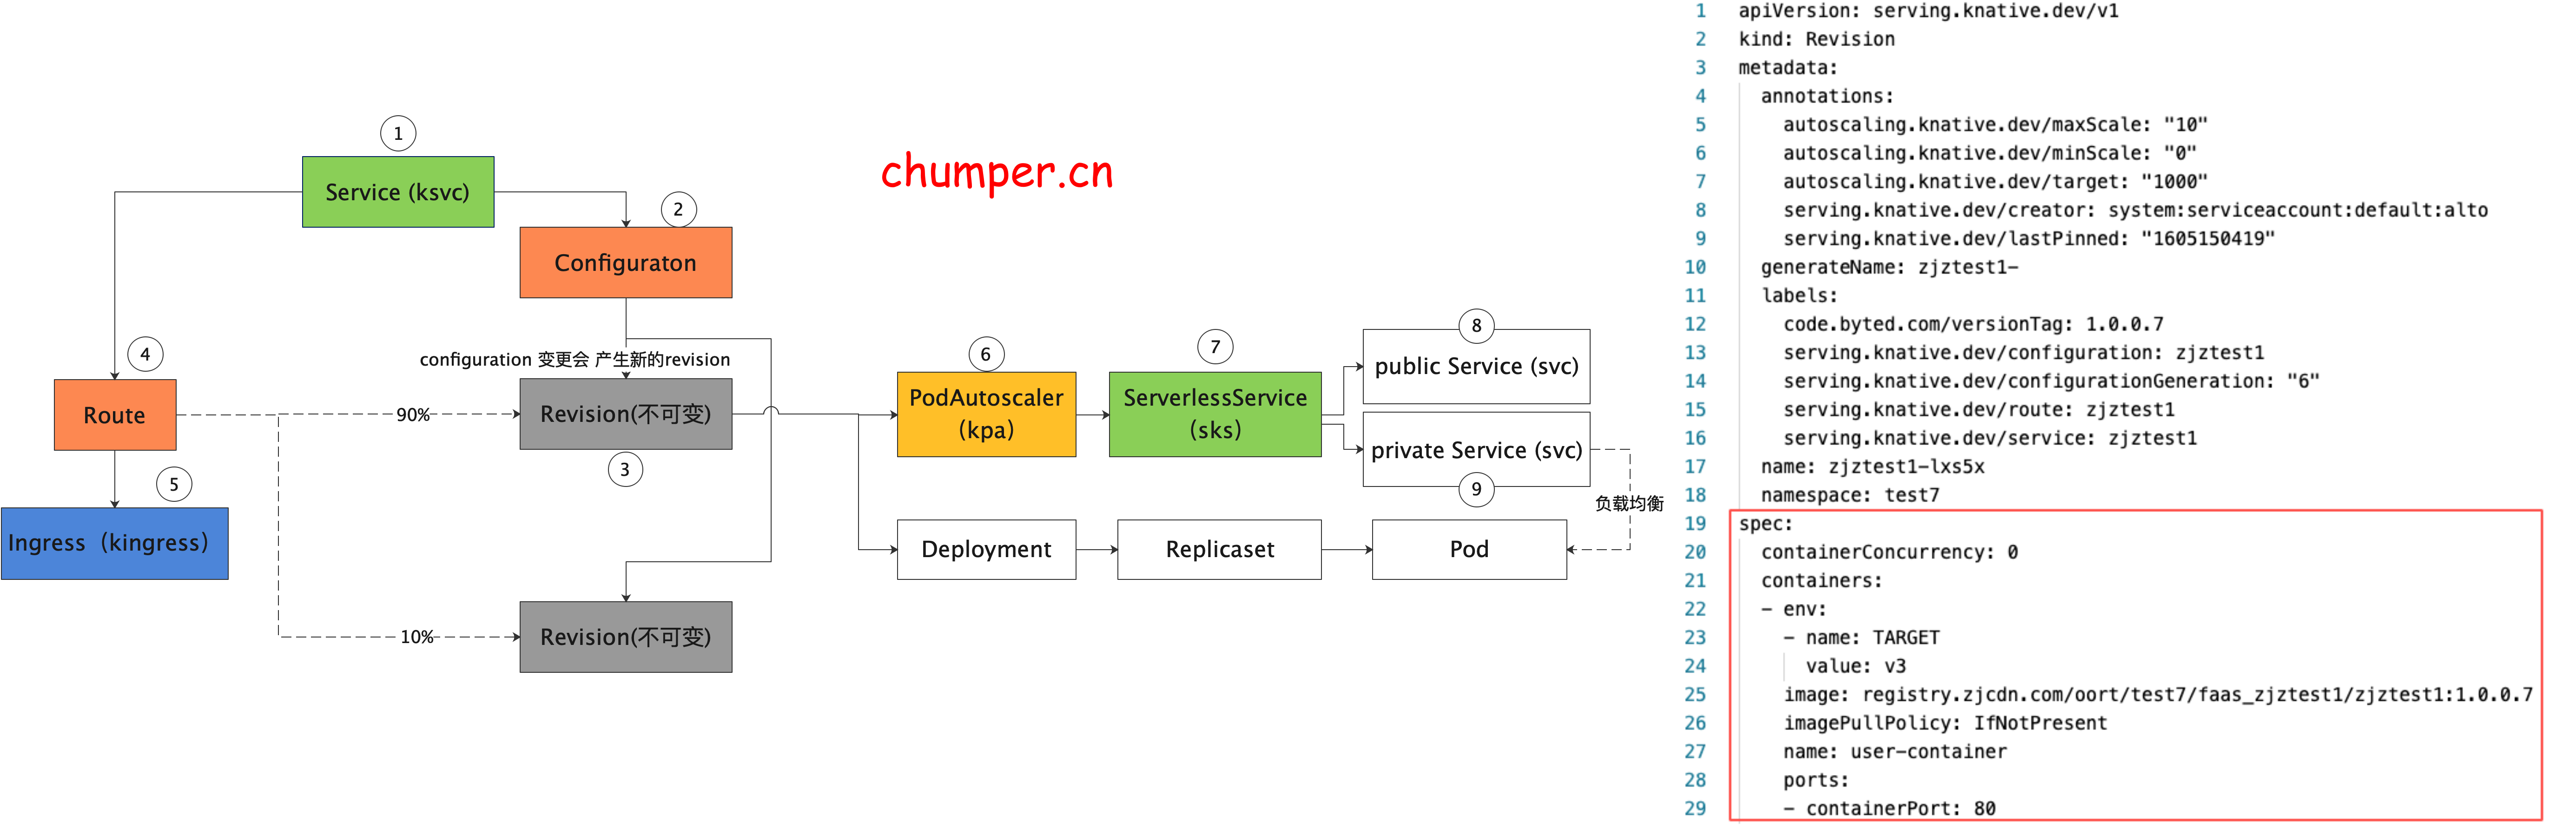 1
Service (ksvc)
chumper.cn
2
Configuraton
4
configuration 变更会 产生新的revision
Route
90%
Revision(不可变)
3
5
Ingress（kingress）
10%
Revision(不可变)
6
PodAutoscaler
(kpa)
7
ServerlessService
(sks)
8
public Service (svc)
private Service (svc)
9
负载均衡
Deployment
Replicaset
Pod
1 apiVersion: serving.knative.dev/v1
2 kind: Revision
3 metadata:
4 annotations:
5 autoscaling.knative.dev/maxScale: "10"
6 autoscaling.knative.dev/minScale: "0"
7 autoscaling.knative.dev/target: "1000"
8 serving.knative.dev/creator: system:serviceaccount:default:alto
9 serving.knative.dev/lastPinned: "1605150419"
10 generateName: zjztest1-
11 labels:
12 code.byted.com/versionTag: 1.0.0.7
13 serving.knative.dev/configuration: zjztest1
14 serving.knative.dev/configurationGeneration: "6"
15 serving.knative.dev/route: zjztest1
16 serving.knative.dev/service: zjztest1
17 name: zjztest1-lxs5x
18 namespace: test7
19 spec:
20 containerConcurrency: 0
21 containers:
22 - env:
23 - name: TARGET
24 value: v3
25 image: registry.zjcdn.com/oort/test7/faas_zjztest1/zjztest1:1.0.0.7
26 imagePullPolicy: IfNotPresent
27 name: user-container
28 ports:
29 - containerPort: 80